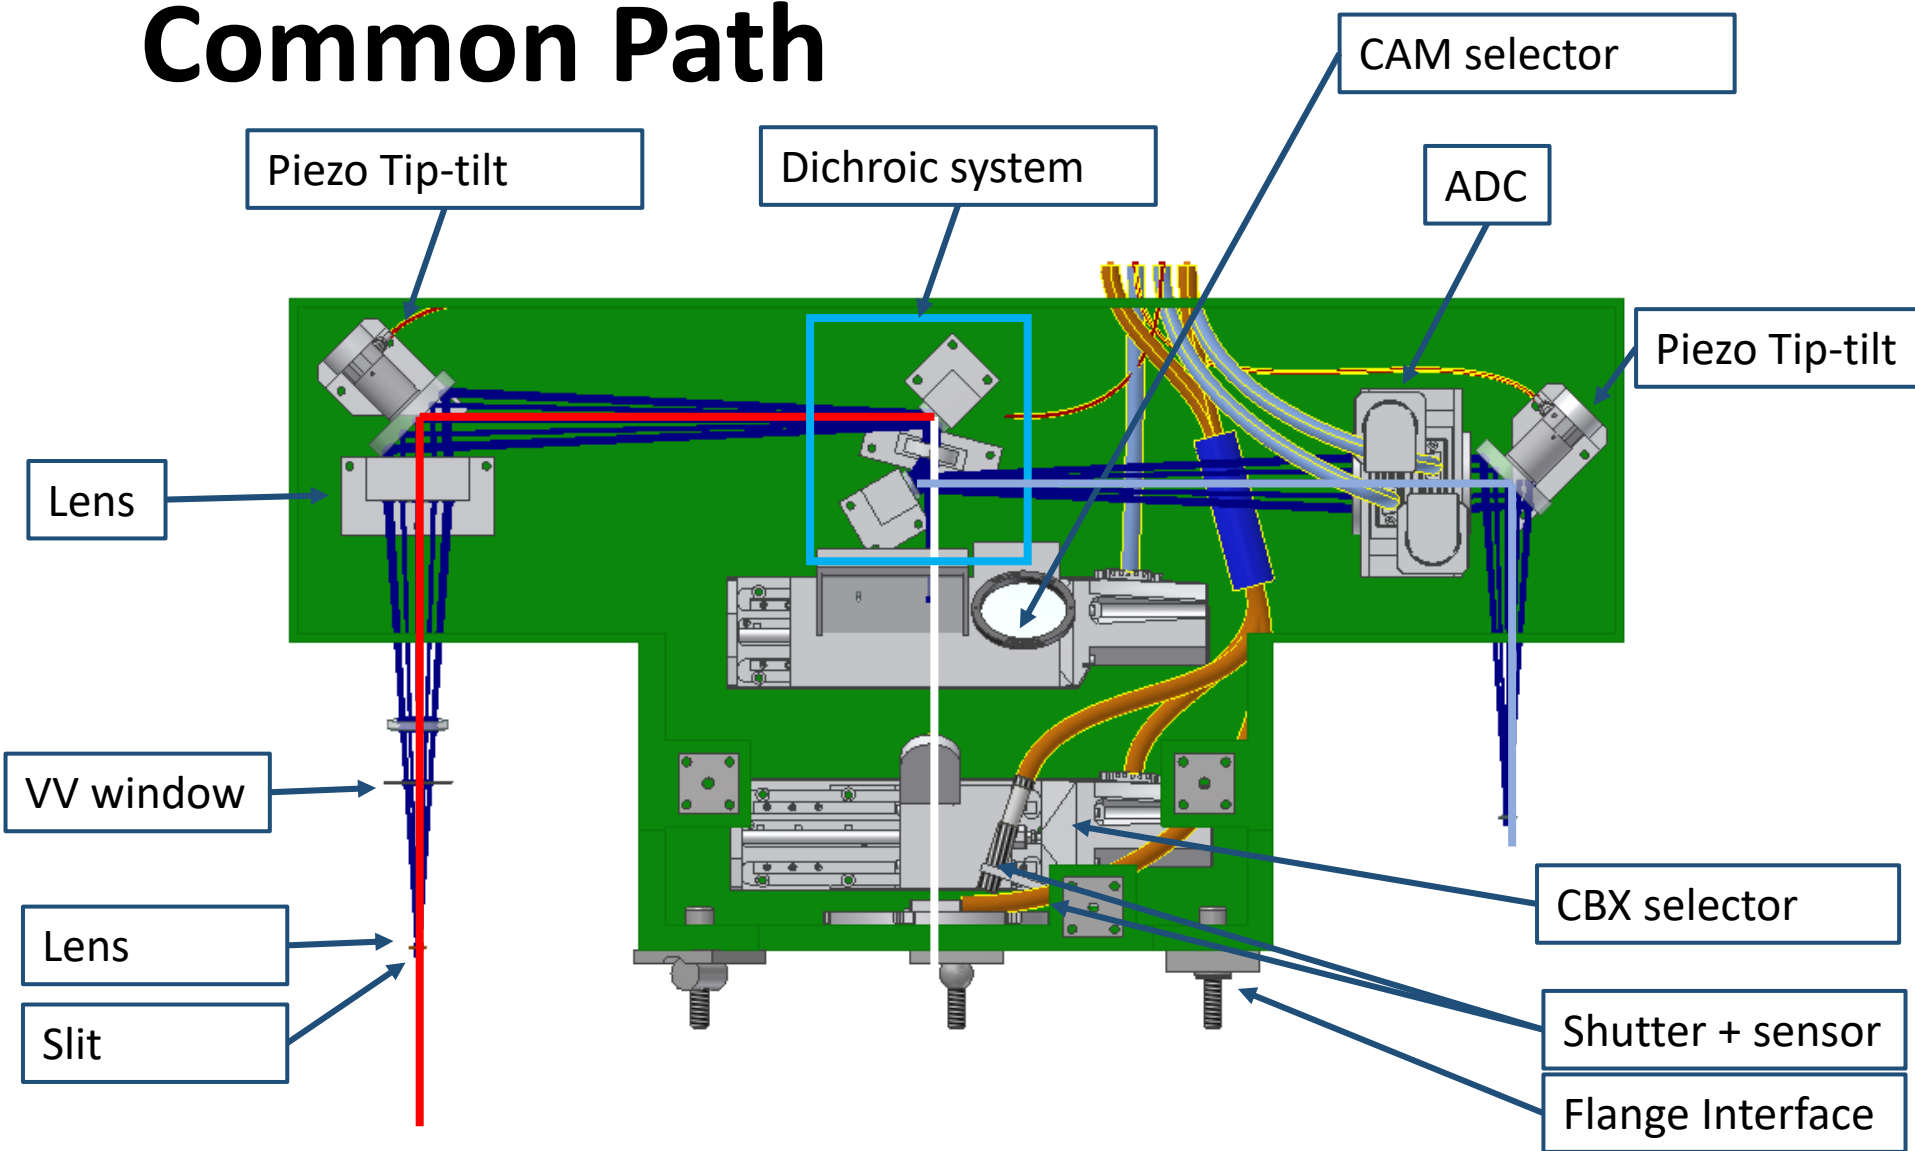 Common Path
CAM selector
Piezo Tip-tilt
Dichroic system
ADC
Piezo Tip-tilt
Lens
VV window
CBX selector
Lens
Shutter + sensor
Slit
Flange Interface